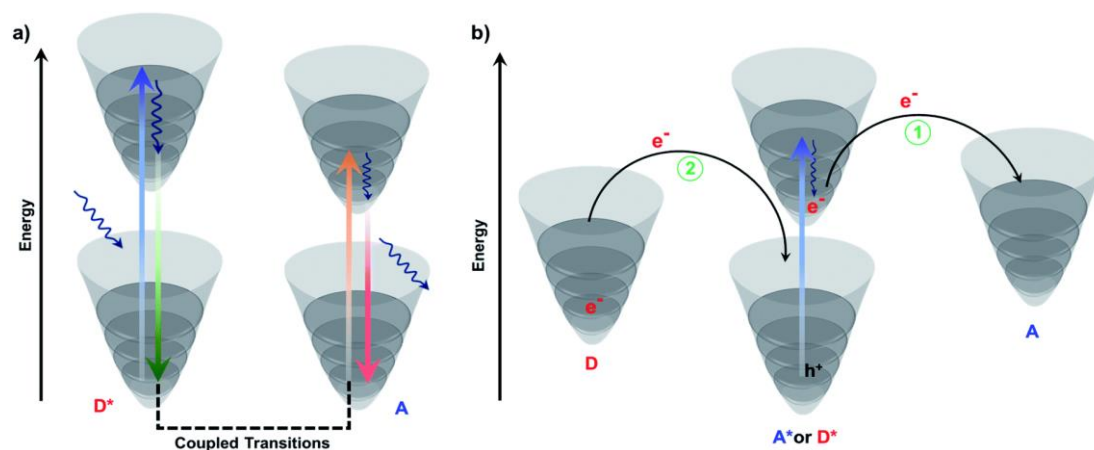 a)
Energy
D*
A
Coupled Transitions
b)
Energy
e-
2
e-
1
e-
e-
D
h+
A
A* or D*